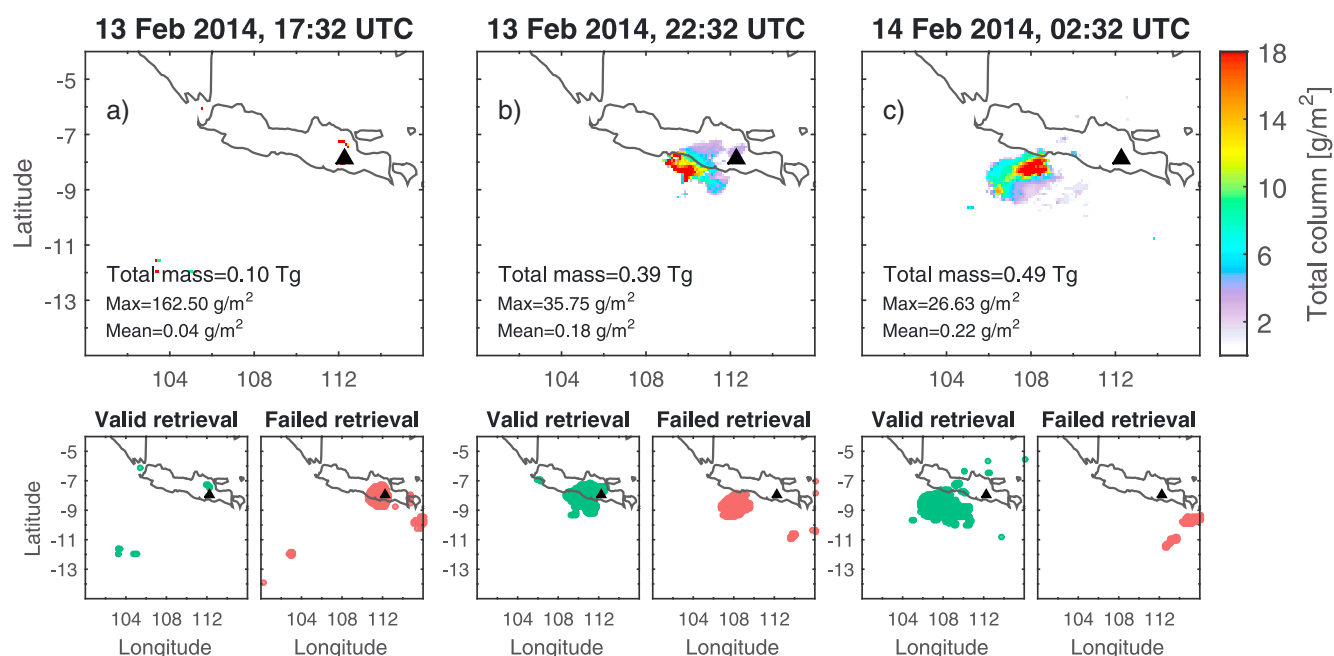 13 Feb 2014, 17:32 UTC
13 Feb 2014, 22:32 UTC
14 Feb 2014, 02:32 UTC
Latitude
-5
-7
-9
-11
-13
a)
Total mass=0.10 Tg
Max=162.50 g/m²
Mean=0.04 g/m²
104
108
112
b)
Total mass=0.39 Tg
Max=35.75 g/m²
Mean=0.18 g/m²
104
108
112
c)
Total mass=0.49 Tg
Max=26.63 g/m²
Mean=0.22 g/m²
104
108
112
18
14
10
6
2
Total column [g/m²]
Valid retrieval
Failed retrieval
Valid retrieval
Failed retrieval
Valid retrieval
Failed retrieval
Latitude
-5
-7
-9
-11
-13
-5
-7
-9
-11
-13
-5
-7
-9
-11
-13
104 108 112
104 108 112
104 108 112
104 108 112
104 108 112
104 108 112
Longitude
Longitude
Longitude
Longitude
Longitude
Longitude